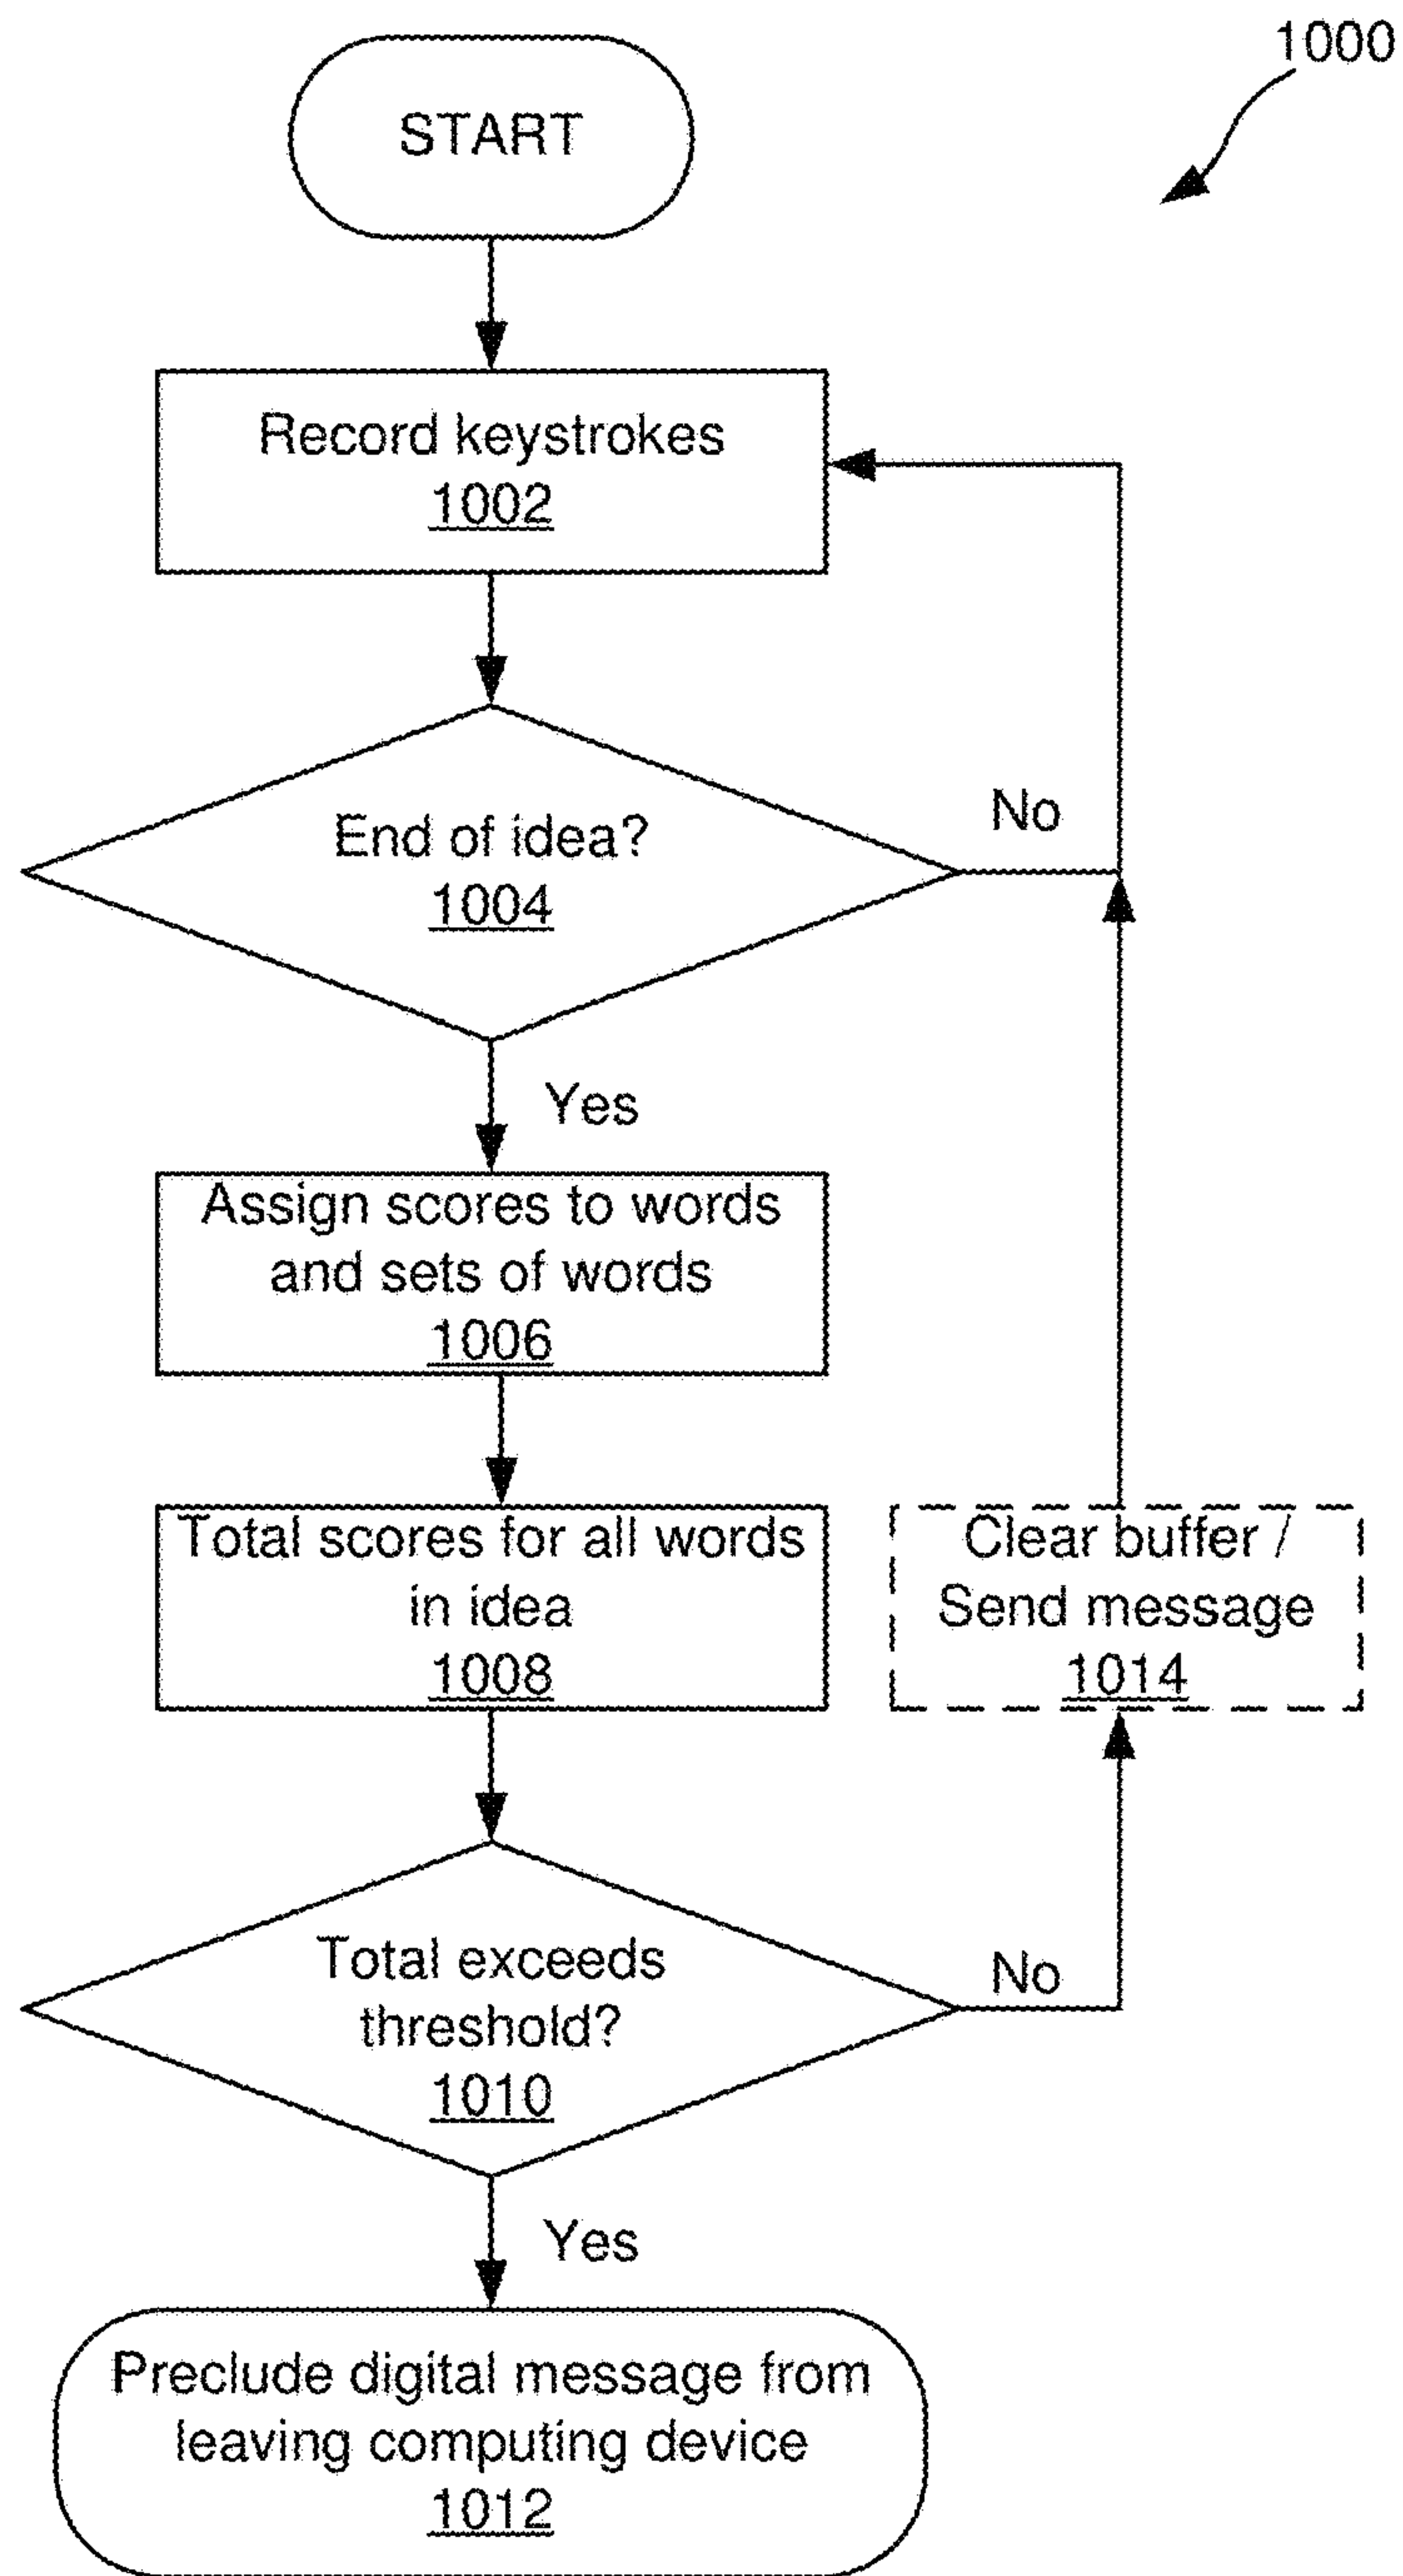 1000
START
Record keystrokes
1002
End of idea?
1004
No
Yes
Assign scores to words
and sets of words
1006
Total scores for all words
in idea
1008
Clear buffer /
Send message
1014
Total exceeds
threshold?
1010
No
Yes
Preclude digital message from
leaving computing device
1012